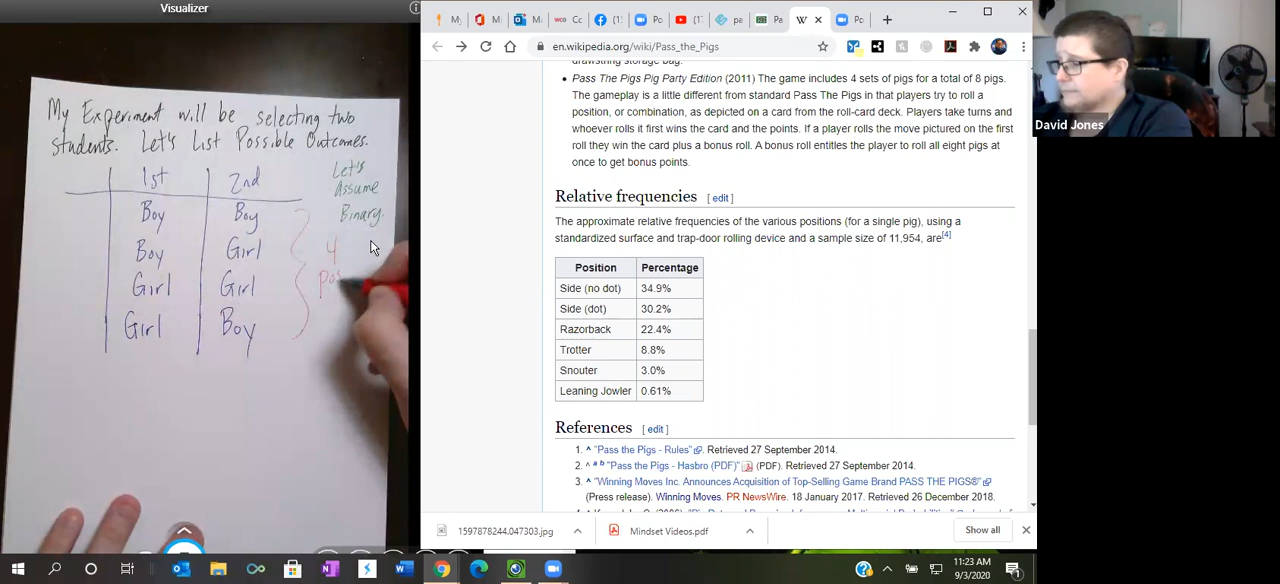 Visualizer
My Experiment will be selecting two
students. Let's List Possible Outcomes.
1st 2nd
Boy Boy
Boy Girl
Girl Girl
Girl Boy
Let's
Assume
Binary.
4
Pos
en.wikipedia.org/wiki/Pass_the_Pigs
drawstring storage bag.
• Pass The Pigs Pig Party Edition (2011) The game includes 4 sets of pigs for a total of 8 pigs.
The gameplay is a little different from standard Pass The Pigs in that players try to roll a
position, or combination, as depicted on a card from the roll-card deck. Players take turns and
whoever rolls it first wins the card and the points. If a player rolls the move pictured on the first
roll they win the card plus a bonus roll. A bonus roll entitles the player to roll all eight pigs at
once to get bonus points.
Relative frequencies [ edit ]
The approximate relative frequencies of the various positions (for a single pig), using a
standardized surface and trap-door rolling device and a sample size of 11,954, are[4]
Position Percentage
Side (no dot) 34.9%
Side (dot) 30.2%
Razorback 22.4%
Trotter 8.8%
Snouter 3.0%
Leaning Jowler 0.61%
References [ edit ]
1. ^ "Pass the Pigs - Rules". Retrieved 27 September 2014.
2. ^ a b "Pass the Pigs - Hasbro (PDF)" (PDF). Retrieved 27 September 2014.
3. ^ "Winning Moves Inc. Announces Acquisition of Top-Selling Game Brand PASS THE PIGS®"
(Press release). Winning Moves. PR NewsWire. 18 January 2017. Retrieved 26 December 2018.
1597878244.047303.jpg
Mindset Videos.pdf
Show all
David Jones
11:23 AM
9/3/2020